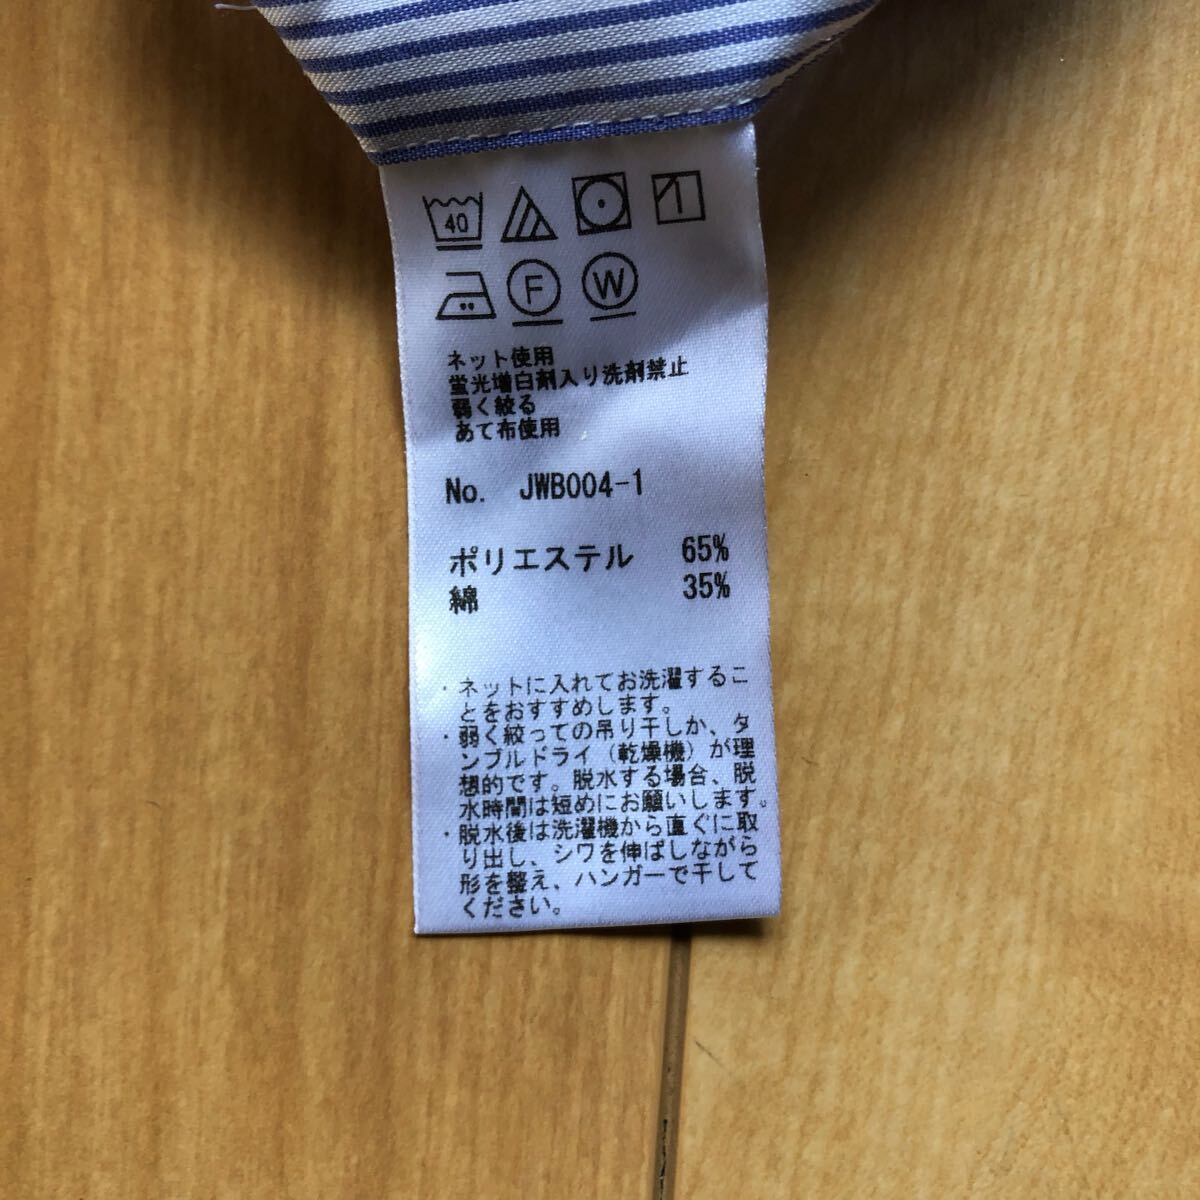 40
F W
ネット使用
蛍光増白剤入り洗剤禁止
弱く絞る
あて布使用
No. JWB004-1
ポリエステル 65%
綿 35%
・ネットに入れてお洗濯するこ
とをおすすめします。
・弱く絞っての吊り干しか、タ
ンブルドライ(乾燥機)が理
想的です。脱水する場合、脱
水時間は短めにお願いします。
・脱水後は洗濯機から直ぐに取
り出し、シワを伸ばしながら
形を整え、ハンガーで干して
ください。